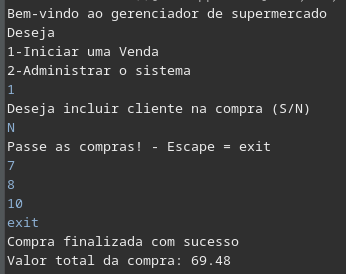 Bem-vindo ao gerenciador de supermercado
Deseja
1-Iniciar uma Venda
2-Administrar o sistema
1
Deseja incluir cliente na compra (S/N)
N
Passe as compras! - Escape = exit
7
8
10
exit
Compra finalizada com sucesso
Valor total da compra: 69.48